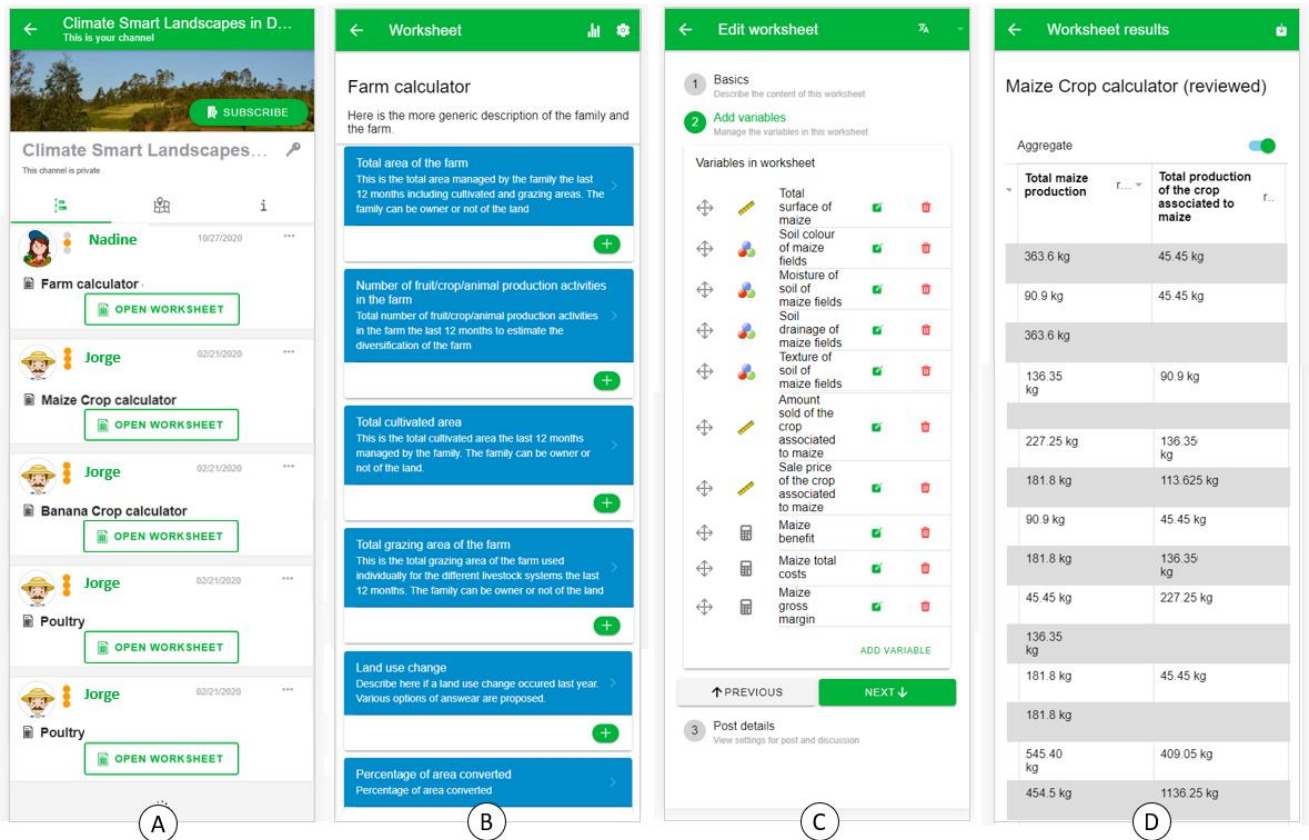 Climate Smart Landscapes in D...
This is your channel
SUBSCRIBE
Climate Smart Landscapes...
This channel is private
i
Nadine
10/27/2020
Farm calculator
OPEN WORKSHEET
Jorge
02/21/2020
Maize Crop calculator
OPEN WORKSHEET
Jorge
02/21/2020
Banana Crop calculator
OPEN WORKSHEET
Jorge
02/21/2020
Poultry
OPEN WORKSHEET
Jorge
02/21/2020
Poultry
OPEN WORKSHEET
A
Worksheet
Farm calculator
Here is the more generic description of the family and
the farm.
Total area of the farm
This is the total area managed by the family the last
12 months including cultivated and grazing areas. The
family can be owner or not of the land
Number of fruit/crop/animal production activities
in the farm
Total number of fruit/crop/animal production activities
in the farm the last 12 months to estimate the
diversification of the farm
Total cultivated area
This is the total cultivated area the last 12 months
managed by the family. The family can be owner or
not of the land.
Total grazing area of the farm
This is the total grazing area of the farm used
individually for the different livestock systems the last
12 months. The family can be owner or not of the land
Land use change
Describe here if a land use change occured last year.
Various options of answear are proposed.
Percentage of area converted
Percentage of area converted
B
Edit worksheet
1 Basics
Describe the content of this worksheet
2 Add variables
Manage the variables in this worksheet
Variables in worksheet
Total
surface of
maize
Soil colour
of maize
fields
Moisture of
soil of
maize fields
Soil
drainage of
maize fields
Texture of
soil of
maize fields
Amount
sold of the
crop
associated
to maize
Sale price
of the crop
associated
to maize
Maize
benefit
Maize total
costs
Maize
gross
margin
ADD VARIABLE
PREVIOUS
NEXT
3 Post details
View settings for post and discussion
C
Worksheet results
Maize Crop calculator (reviewed)
Aggregate
Total maize
production
r...
Total production
of the crop
associated to
maize
r..
363.6 kg 45.45 kg
90.9 kg 45.45 kg
363.6 kg
136.35
kg
90.9 kg
227.25 kg
136.35
kg
181.8 kg 113.625 kg
90.9 kg 45.45 kg
181.8 kg
136.35
kg
45.45 kg 227.25 kg
136.35
kg
181.8 kg 45.45 kg
181.8 kg
545.40
kg
409.05 kg
454.5 kg 1136.25 kg
D